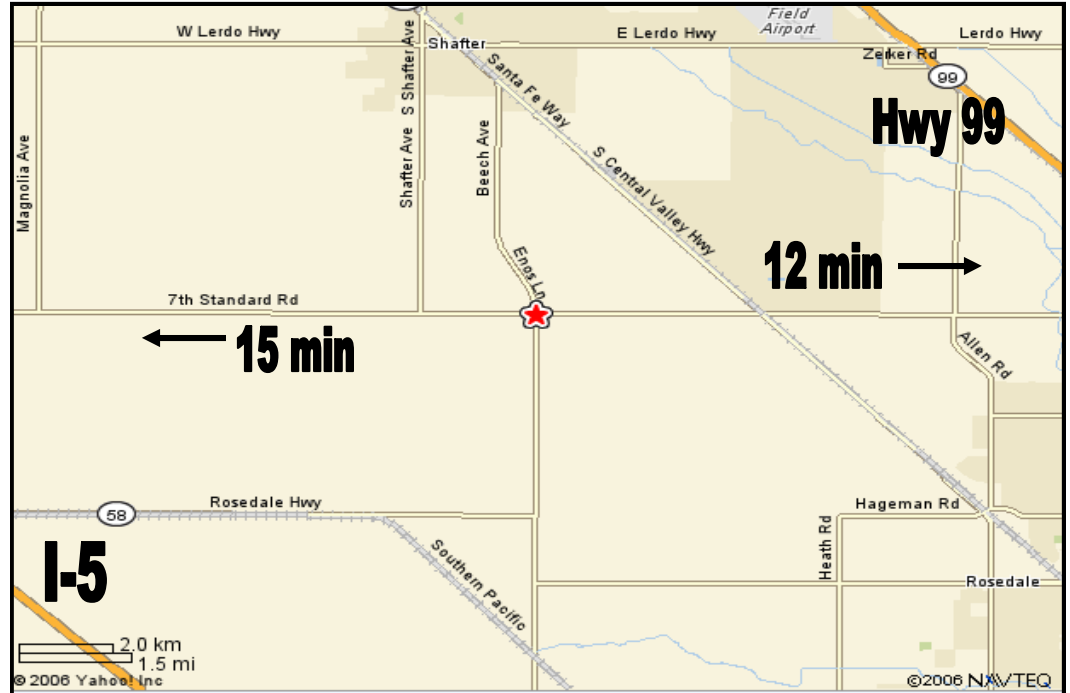 W Lerdo Hwy
E Lerdo Hwy
Field
Airport
Lerdo Hwy
Shafter
Zerker Rd
99
Hwy 99
S Shafter Ave
Santa Fe Way
Magnolia Ave
Shafter Ave
Beech Ave
S Central Valley Hwy
Enos Ln
12 min
7th Standard Rd
15 min
Allen Rd
Rosedale Hwy
58
Hageman Rd
Heath Rd
I-5
Southern Pacific
Rosedale
2.0 km
1.5 mi
© 2006 Yahoo! Inc
©2006 NAVTEQ